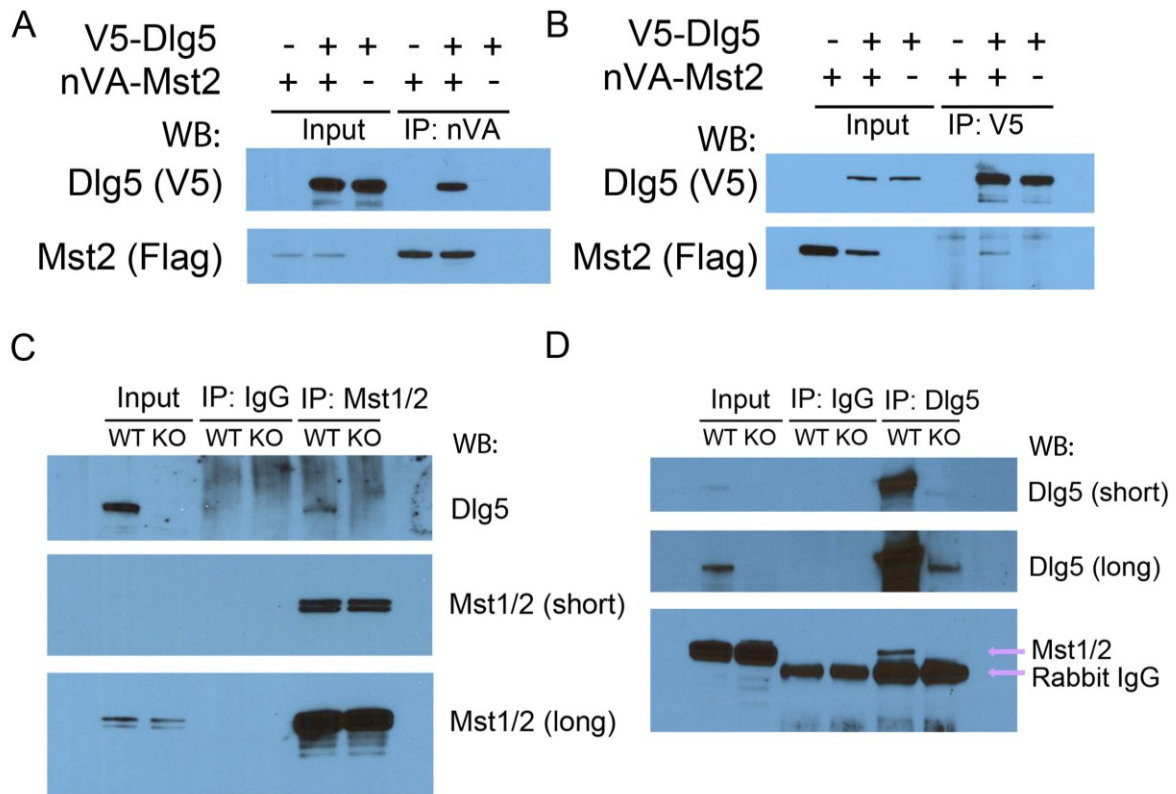 A
V5-Dlg5 - + + - + +
nVA-Mst2 + + - + + -
WB: Input IP: nVA
Dlg5 (V5)
Mst2 (Flag)
B
V5-Dlg5 - + + - + +
nVA-Mst2 + + - + + -
Input IP: V5
WB:
Dlg5 (V5)
Mst2 (Flag)
C
Input IP: IgG IP: Mst1/2
WT KO WT KO WT KO
WB:
Dlg5
Mst1/2 (short)
Mst1/2 (long)
D
Input IP: IgG IP: Dlg5
WT KO WT KO WT KO
WB:
Dlg5 (short)
Dlg5 (long)
Mst1/2
Rabbit IgG